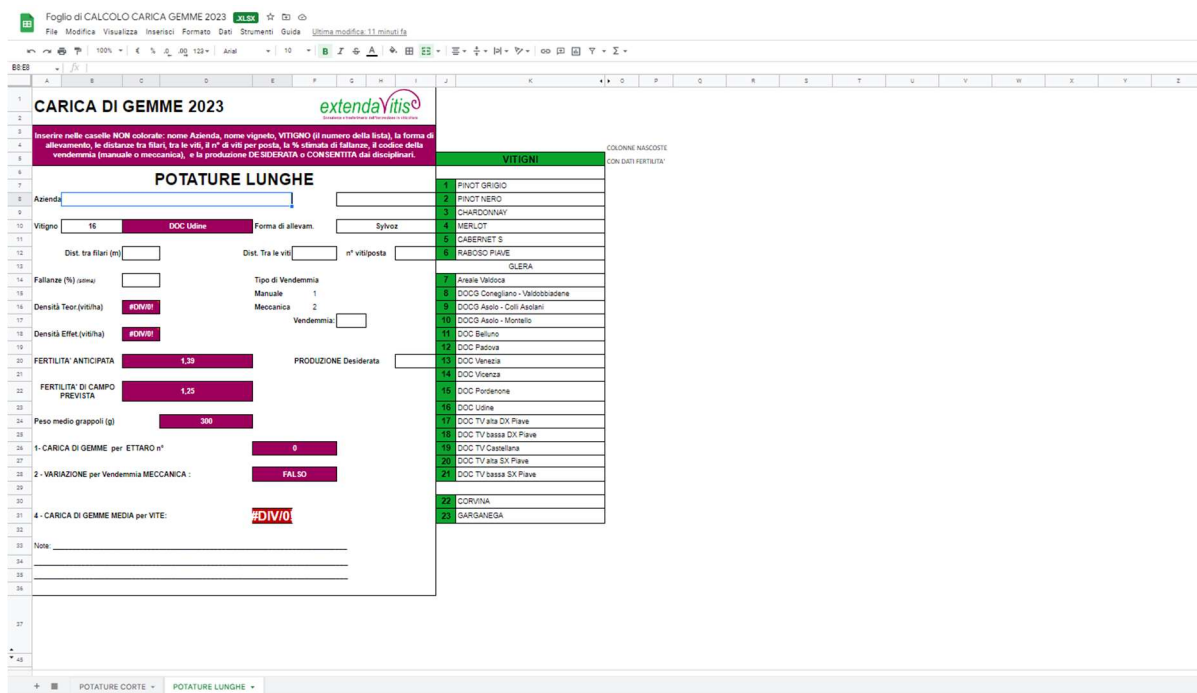 Foglio di CALCOLO CARICA GEMME 2023 .XLSX
File Modifica Visualizza Inserisci Formato Dati Strumenti Guida Ultima modifica: 11 minuti fa
100% € % .0 .00 123 Arial 10 B I S A
B8:E8 fx
A B C D E F G H I J K O P Q R S T U V W X Y Z
CARICA DI GEMME 2023
extendaVitis
Inserire nelle caselle NON colorate: nome Azienda, nome vigneto, VITIGNO (il numero della lista), la forma di
allevamento, le distanze tra filari, tra le viti, il n° di viti per posta, la % stimata di fallanze, il codice della
vendemmia (manuale o meccanica), e la produzione DESIDERATA o CONSENTITA dai disciplinari.
COLONNE NASCOSTE
CON DATI FERTILITA'
VITIGNI
POTATURE LUNGHE
1 PINOT GRIGIO
Azienda
2 PINOT NERO
3 CHARDONNAY
Vitigno 16 DOC Udine Forma di allevam. Sylvoz
4 MERLOT
5 CABERNET S
Dist. tra filari (m) Dist. Tra le viti n° viti/posta
6 RABOSO PIAVE
GLERA
Fallanze (%) (stima) Tipo di Vendemmia
7 Areale Valdoca
Manuale 1
8 DOCG Conegliano - Valdobbiadene
Densità Teor.(viti/ha) #DIV/0! Meccanica 2
9 DOCG Asolo - Colli Asolani
Vendemmia:
10 DOCG Asolo - Montello
Densità Effet.(viti/ha) #DIV/0!
11 DOC Belluno
12 DOC Padova
FERTILITA' ANTICIPATA 1,39 PRODUZIONE Desiderata
13 DOC Venezia
14 DOC Vicenza
FERTILITA' DI CAMPO
PREVISTA 1,25
15 DOC Pordenone
16 DOC Udine
Peso medio grappoli (g) 300
17 DOC TV alta DX Piave
18 DOC TV bassa DX Piave
1- CARICA DI GEMME per ETTARO n° 0
19 DOC TV Castellana
20 DOC TV alta SX Piave
2 - VARIAZIONE per Vendemmia MECCANICA : FALSO
21 DOC TV bassa SX Piave
22 CORVINA
4 - CARICA DI GEMME MEDIA per VITE: #DIV/0!
23 GARGANEGA
Note:
POTATURE CORTE POTATURE LUNGHE